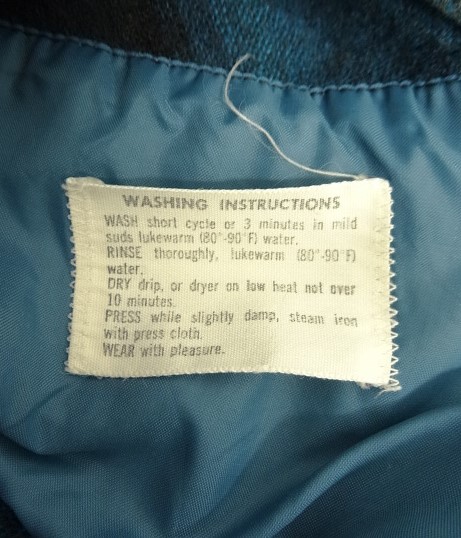 WASHING INSTRUCTIONS
WASH short cycle or 3 minutes in mild
suds lukewarm (80°-90°F) water.
RINSE thoroughly, lukewarm (80°-90°F)
water.
DRY drip, or dryer on low heat not over
10 minutes.
PRESS while slightly damp, steam iron
with press cloth.
WEAR with pleasure.